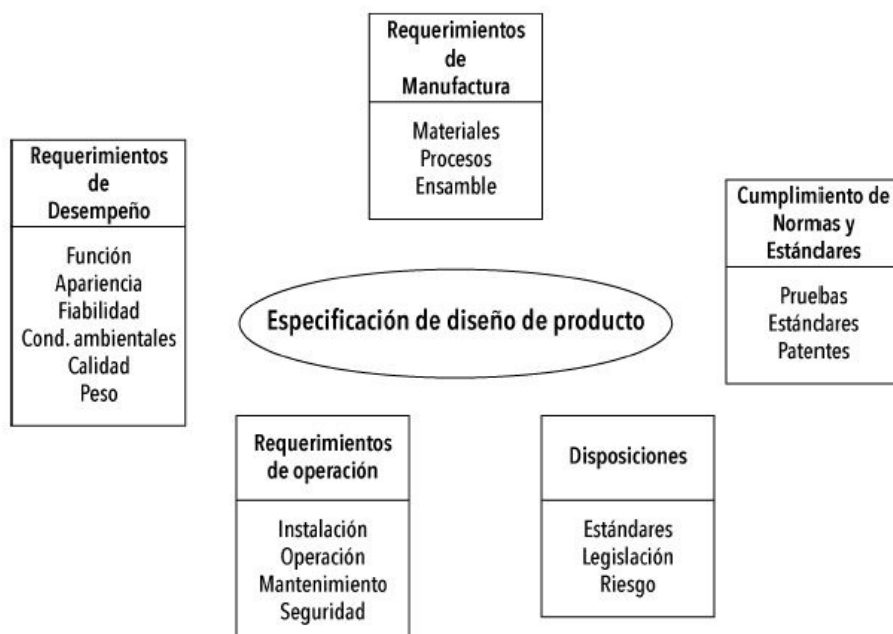 Requerimientos
de
Manufactura
Materiales
Procesos
Ensamble
Requerimientos
de
Desempeño
Función
Apariencia
Fiabilidad
Cond. ambientales
Calidad
Peso
Cumplimiento de
Normas y
Estándares
Pruebas
Estándares
Patentes
Especificación de diseño de producto
Requerimientos
de operación
Instalación
Operación
Mantenimiento
Seguridad
Disposiciones
Estándares
Legislación
Riesgo